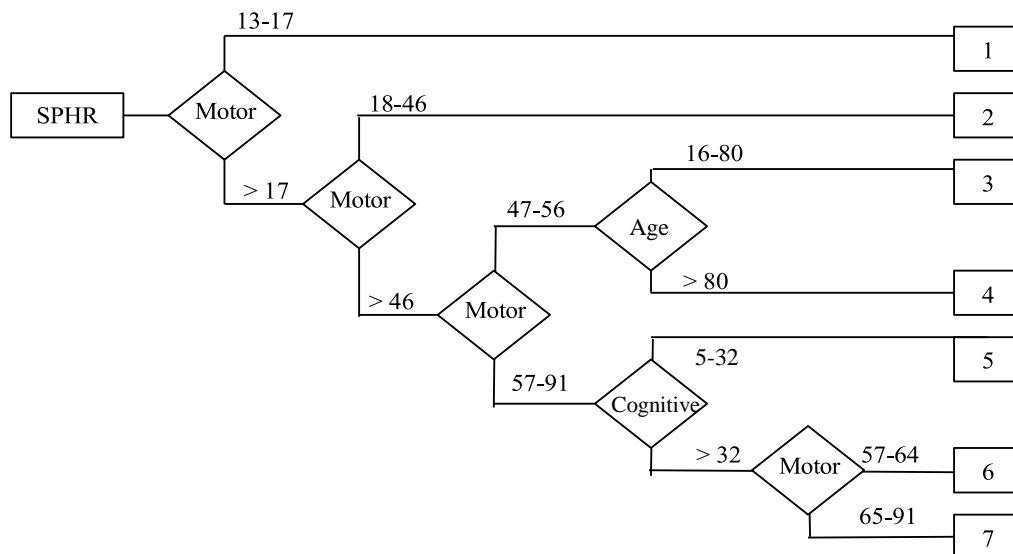 13-17
1
SPHR
Motor
18-46
2
> 17
Motor
16-80
3
47-56
Age
> 80
4
> 46
Motor
5-32
5
57-91
Cognitive
> 32
Motor
57-64
6
65-91
7